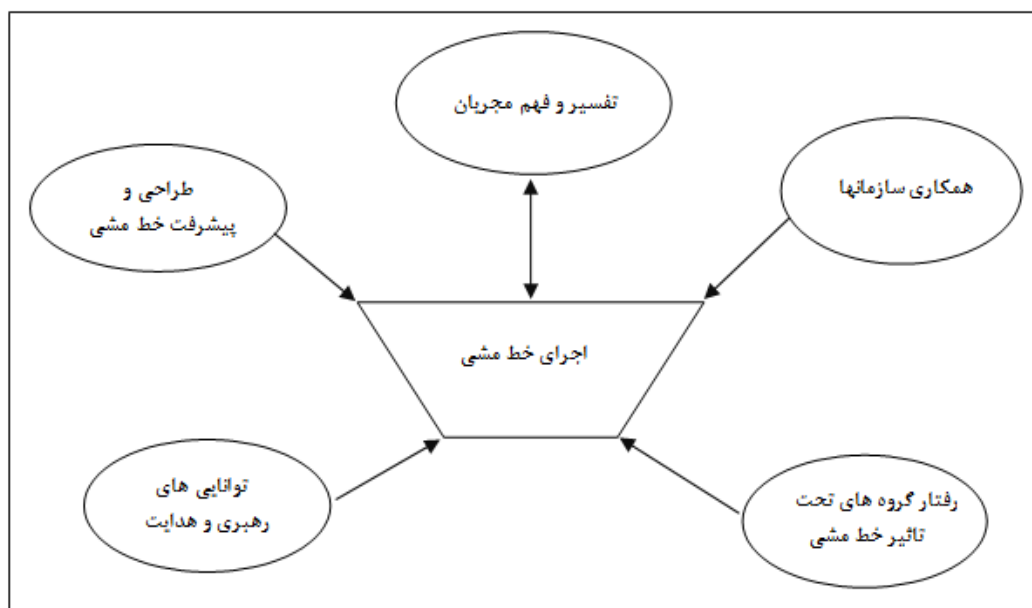 تفسیر و فهم مجریان
همکاری سازمانها
طراحی و
پیشرفت خط مشی
اجرای خط مشی
رفتار گروه های تحت
تاثیر خط مشی
توانایی های
رهبری و هدایت